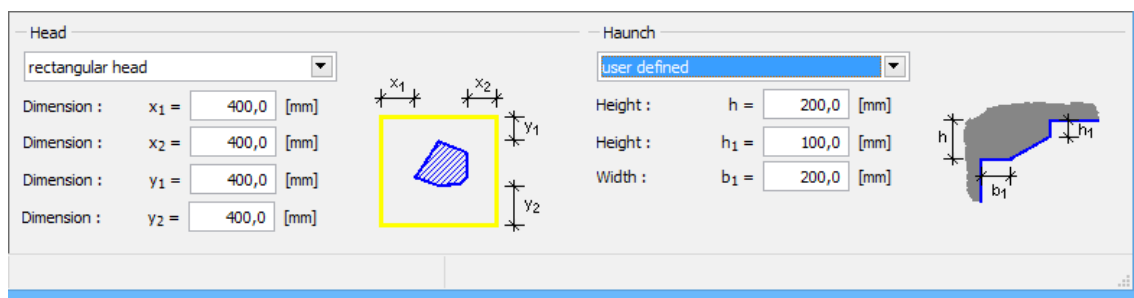 Head
rectangular head
Dimension : x1 = 400,0 [mm]
Dimension : x2 = 400,0 [mm]
Dimension : y1 = 400,0 [mm]
Dimension : y2 = 400,0 [mm]
x1 x2
y1
y2
Haunch
user defined
Height : h = 200,0 [mm]
Height : h1 = 100,0 [mm]
Width : b1 = 200,0 [mm]
h h1
b1